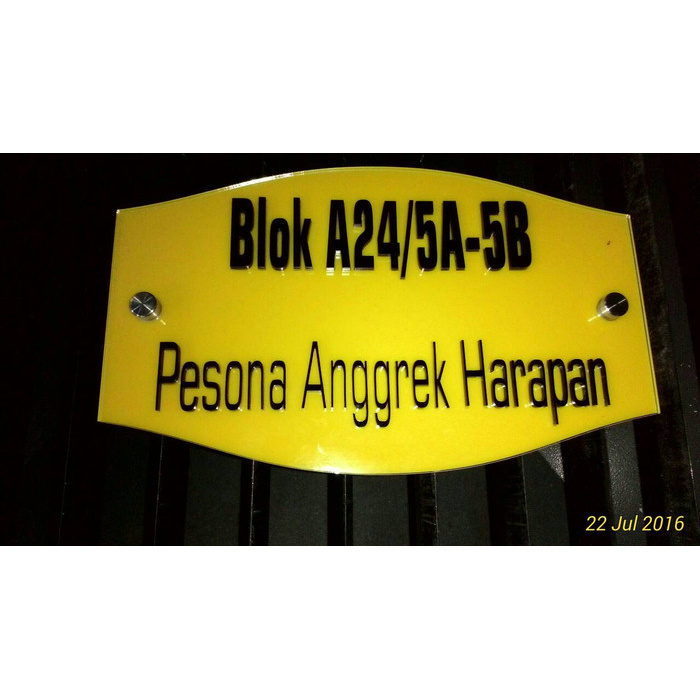 Blok A24/5A-5B
Pesona Anggrek Harapan
22 Jul 2016